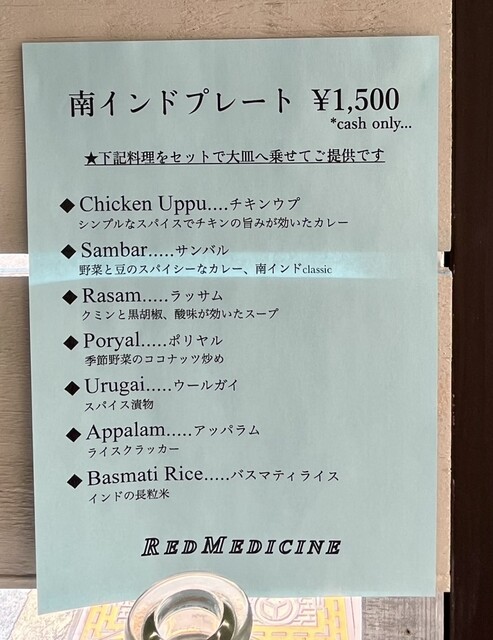 南インドプレート ¥1,500
*cash only...
★下記料理をセットで大皿へ乗せてご提供です
◆ Chicken Uppu....チキンウプ
シンプルなスパイスでチキンの旨みが効いたカレー
◆ Sambar.....サンバル
野菜と豆のスパイシーなカレー、南インドclassic
◆ Rasam.....ラッサム
クミンと黒胡椒、酸味が効いたスープ
◆ Poryal.....ポリヤル
季節野菜のココナッツ炒め
◆ Urugai.....ウールガイ
スパイス漬物
◆ Appalam.....アッパラム
ライスクラッカー
◆ Basmati Rice.....バスマティライス
インドの長粒米
REDMEDICINE